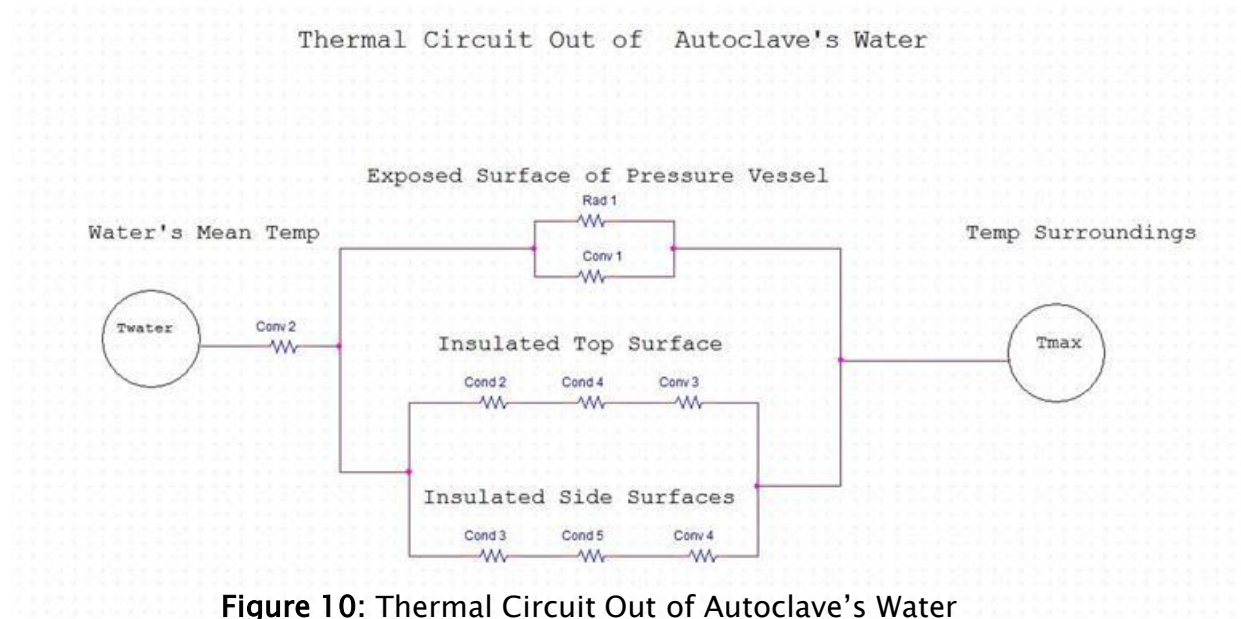 Thermal Circuit Out of Autoclave's Water
Exposed Surface of Pressure Vessel
Rad 1
Water's Mean Temp
Temp Surroundings
Conv 1
Twater
Conv 2
Insulated Top Surface
Tmax
Cond 2 Cond 4 Conv 3
Insulated Side Surfaces
Cond 3 Cond 5 Conv 4
Figure 10: Thermal Circuit Out of Autoclave’s Water